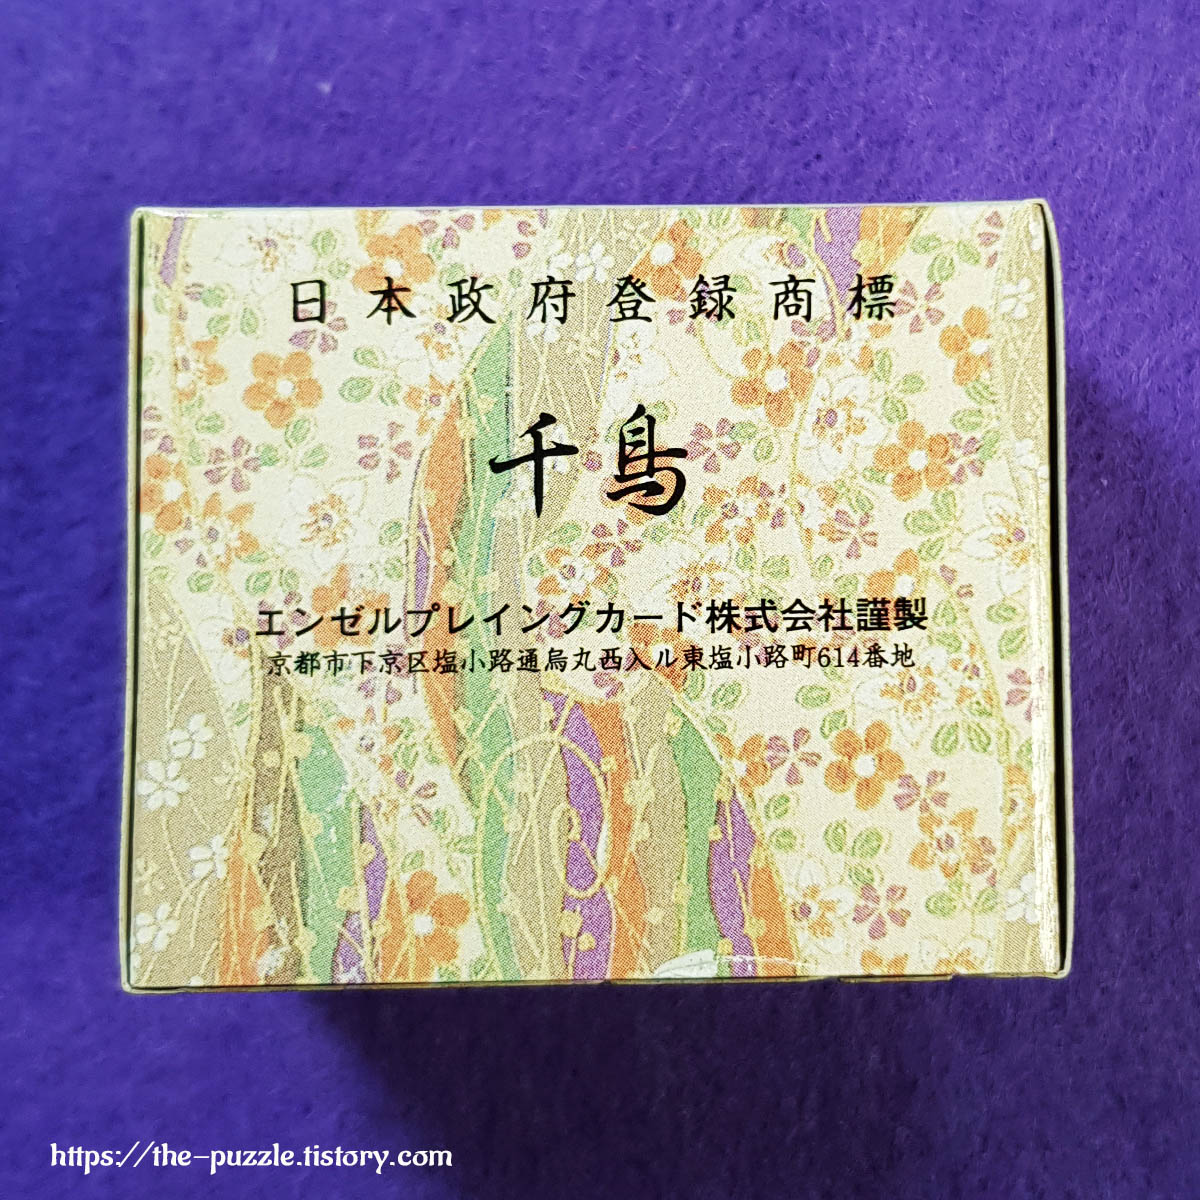 日本政府登録商標
千鳥
エンゼルプレイングカード株式会社謹製
京都市下京区塩小路通烏丸西入ル東塩小路町614番地
https://the-puzzle.tistory.com